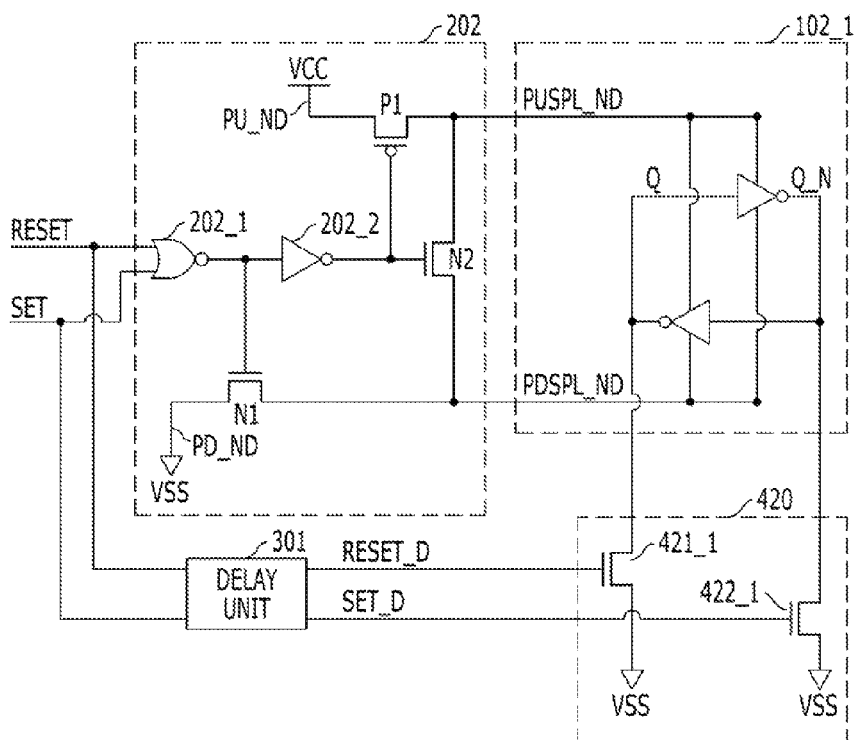 202
102_1
VCC
P1
PU_ND
PUSPL_ND
Q
Q_N
RESET
202_1
202_2
N2
SET
PDSPL_ND
N1
PD_ND
VSS
420
301
RESET_D
421_1
DELAY
UNIT
SET_D
422_1
VSS
VSS